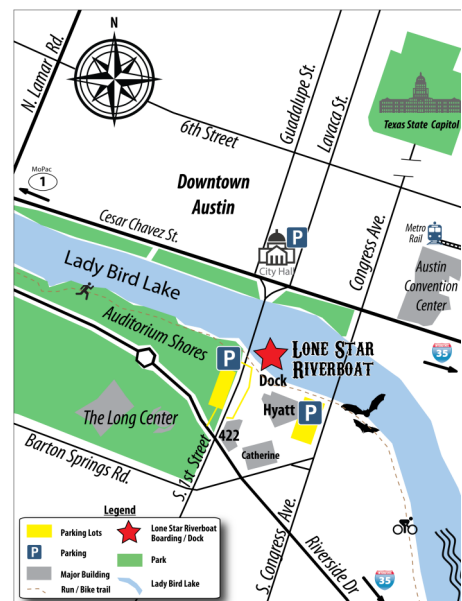 N
N. Lamar Rd.
Guadalupe St.
Lavaca St.
6th Street
Texas State Capitol
MoPac
1
Downtown
Austin
Cesar Chavez St.
P
City Hall
Congress Ave.
Metro
Rail
Austin
Convention
Center
Lady Bird Lake
Auditorium Shores
P
LONE STAR
RIVERBOAT
Dock
INTERSTATE
35
The Long Center
Hyatt
P
422
Catherine
Barton Springs Rd.
S. 1st Street
S. Congress Ave.
Riverside Dr
35
Legend
Parking Lots
Lone Star Riverboat
Boarding / Dock
P
Parking
Park
Major Building
Run / Bike trail
Lady Bird Lake